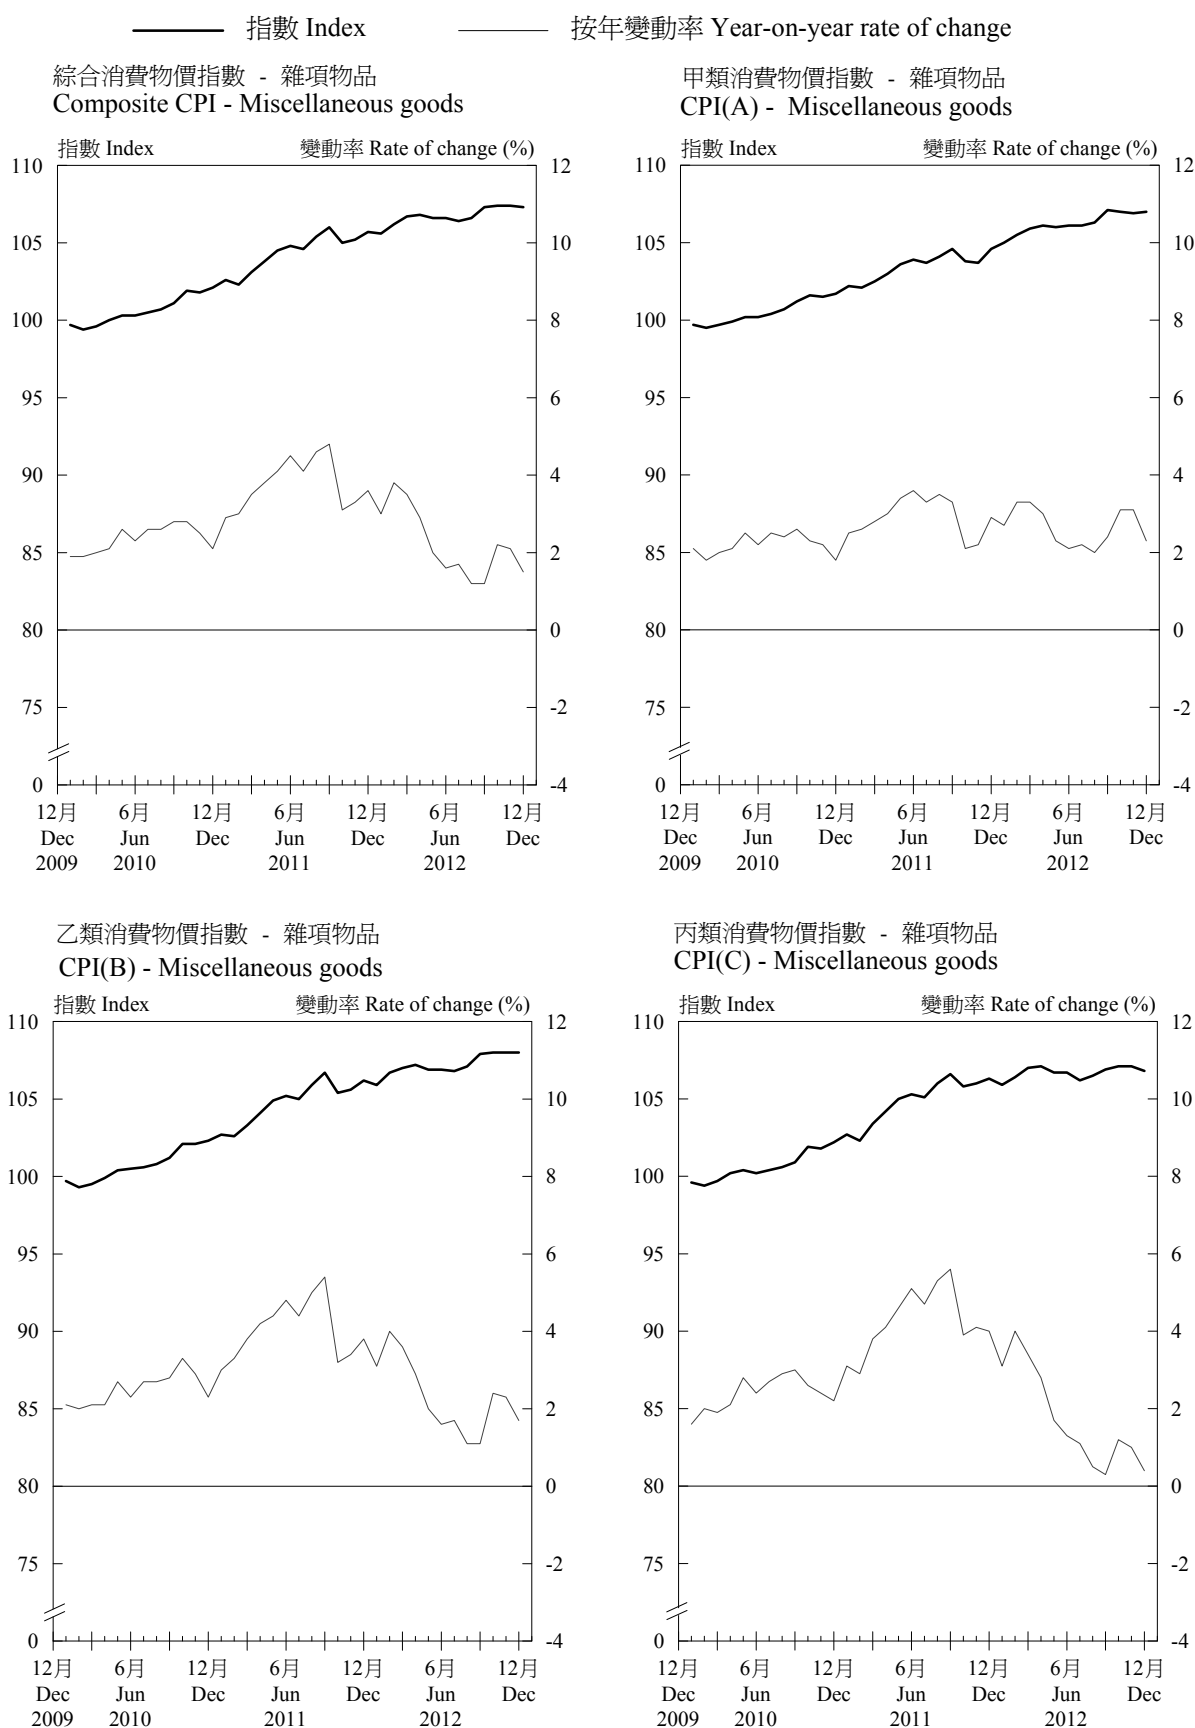 指數 Index 按年變動率 Year-on-year rate of change
綜合消費物價指數 - 雜項物品
Composite CPI - Miscellaneous goods
指數 Index 變動率 Rate of change (%)
110 12
105 10
100 8
95 6
90 4
85 2
80 0
75 -2
0 -4
12月 6月 12月 6月 12月 6月 12月
Dec Jun Dec Jun Dec Jun Dec
2009 2010 2011 2012
甲類消費物價指數 - 雜項物品
CPI(A) - Miscellaneous goods
指數 Index 變動率 Rate of change (%)
110 12
105 10
100 8
95 6
90 4
85 2
80 0
75 -2
0 -4
12月 6月 12月 6月 12月 6月 12月
Dec Jun Dec Jun Dec Jun Dec
2009 2010 2011 2012
乙類消費物價指數 - 雜項物品
CPI(B) - Miscellaneous goods
指數 Index 變動率 Rate of change (%)
110 12
105 10
100 8
95 6
90 4
85 2
80 0
75 -2
0 -4
12月 6月 12月 6月 12月 6月 12月
Dec Jun Dec Jun Dec Jun Dec
2009 2010 2011 2012
丙類消費物價指數 - 雜項物品
CPI(C) - Miscellaneous goods
指數 Index 變動率 Rate of change (%)
110 12
105 10
100 8
95 6
90 4
85 2
80 0
75 -2
0 -4
12月 6月 12月 6月 12月 6月 12月
Dec Jun Dec Jun Dec Jun Dec
2009 2010 2011 2012